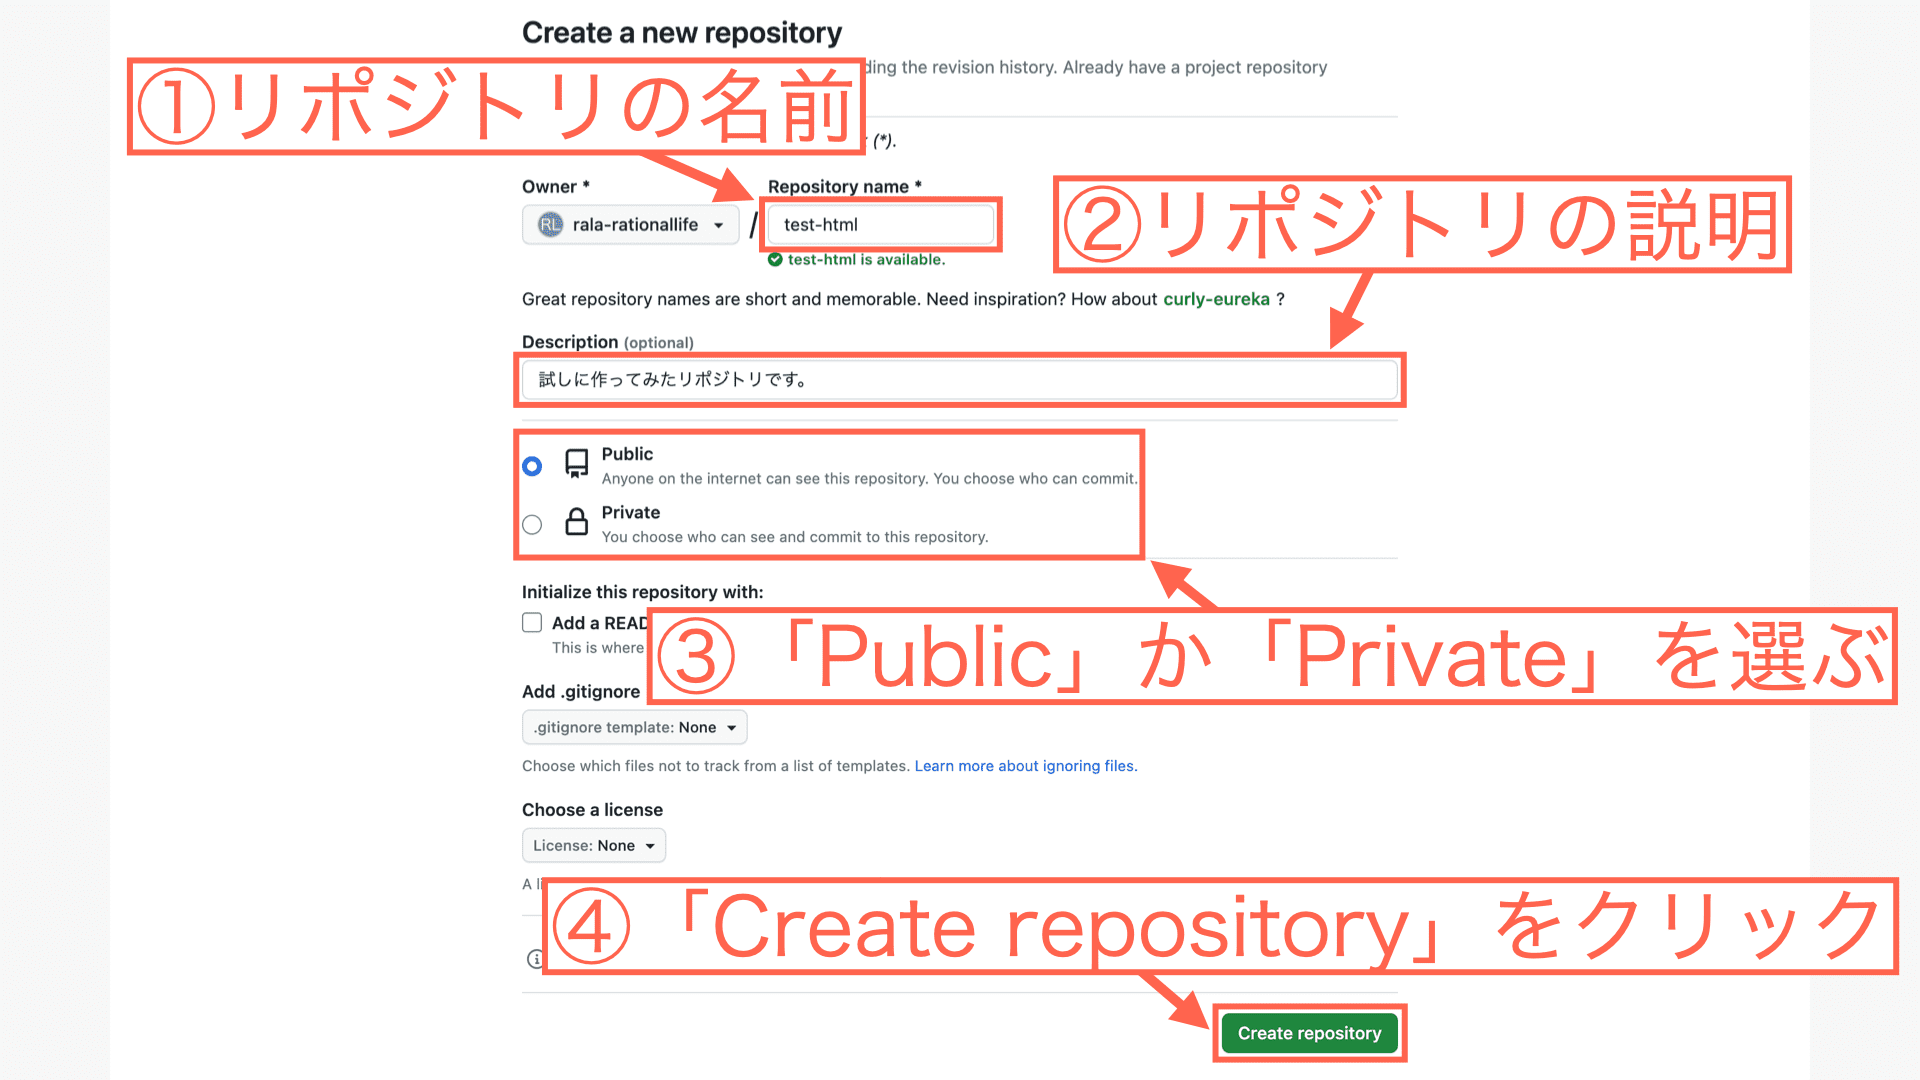 Create a new repository
①リポジトリの名前
ding the revision history. Already have a project repository
(*).
Owner *
Repository name *
RL rala-rationallife
/
test-html
test-html is available.
②リポジトリの説明
Great repository names are short and memorable. Need inspiration? How about curly-eureka ?
Description (optional)
試しに作ってみたリポジトリです。
Public
Anyone on the internet can see this repository. You choose who can commit.
Private
You choose who can see and commit to this repository.
Initialize this repository with:
Add a READ
This is where
③「Public」か「Private」を選ぶ
Add .gitignore
.gitignore template: None
Choose which files not to track from a list of templates. Learn more about ignoring files.
Choose a license
License: None
A li
④「Create repository」をクリック
Create repository